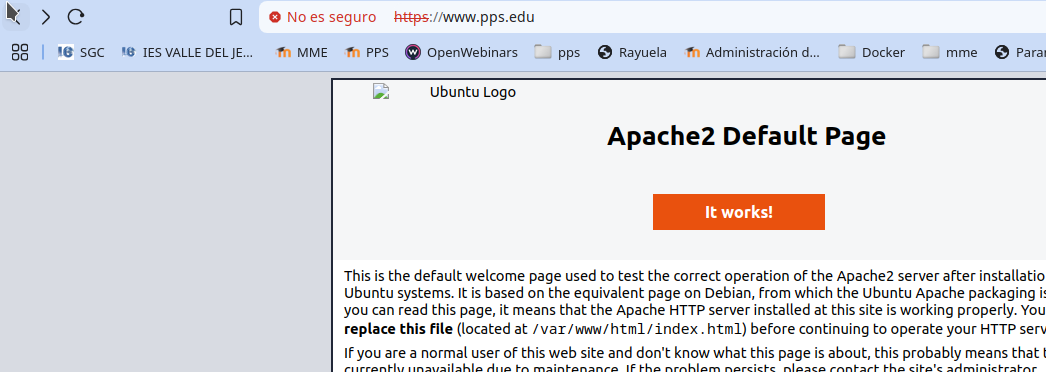 No es seguro https://www.pps.edu
SGC IES VALLE DEL JE... MME PPS OpenWebinars pps Rayuela Administración d... Docker mme
Ubuntu Logo
Apache2 Default Page
It works!
This is the default welcome page used to test the correct operation of the Apache2 server after
Ubuntu systems. It is based on the equivalent page on Debian, from which the Ubuntu Apache packaging
you can read this page, it means that the Apache HTTP server installed at this site is working properly. You
replace this file (located at /var/www/html/index.html) before continuing to operate your HTTP
If you are a normal user of this web site and don't know what this page is about, this probably means that
currently unavailable due to maintenance. If the problem persists, please contact the site's administrator.